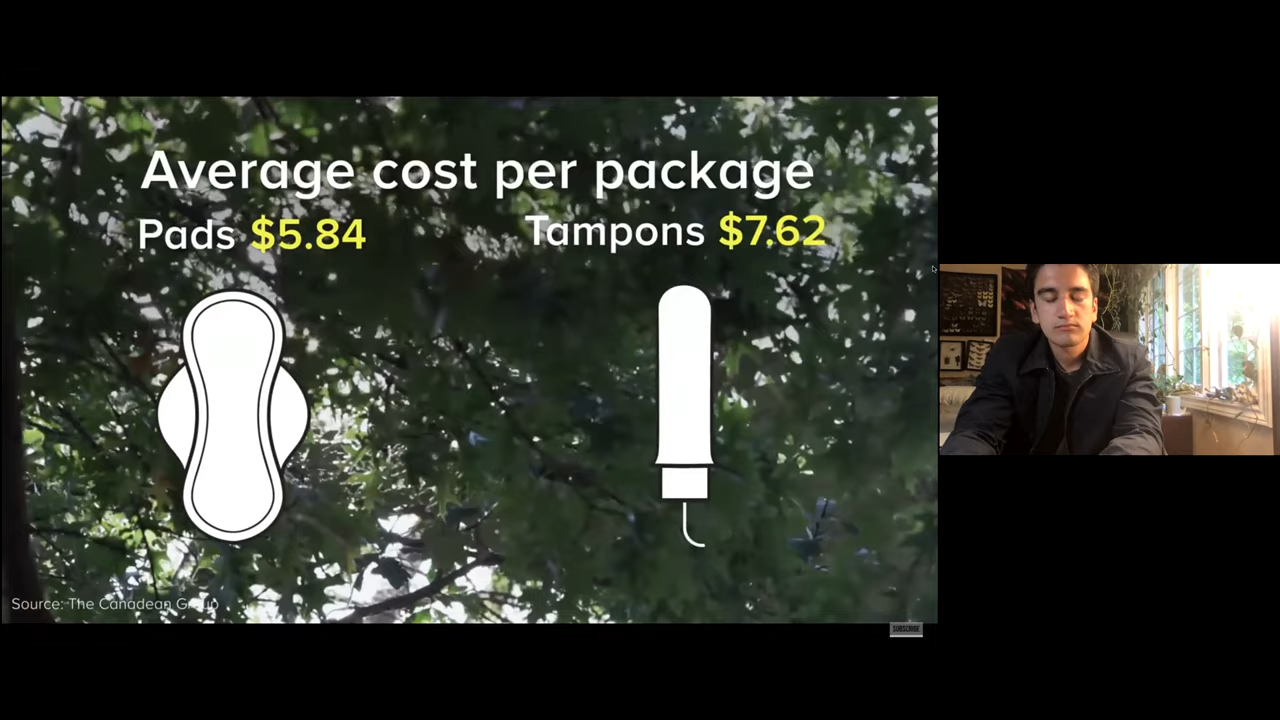 Average cost per package
Pads $5.84
Tampons $7.62
Source: The Canadean Group
SUBSCRIBE